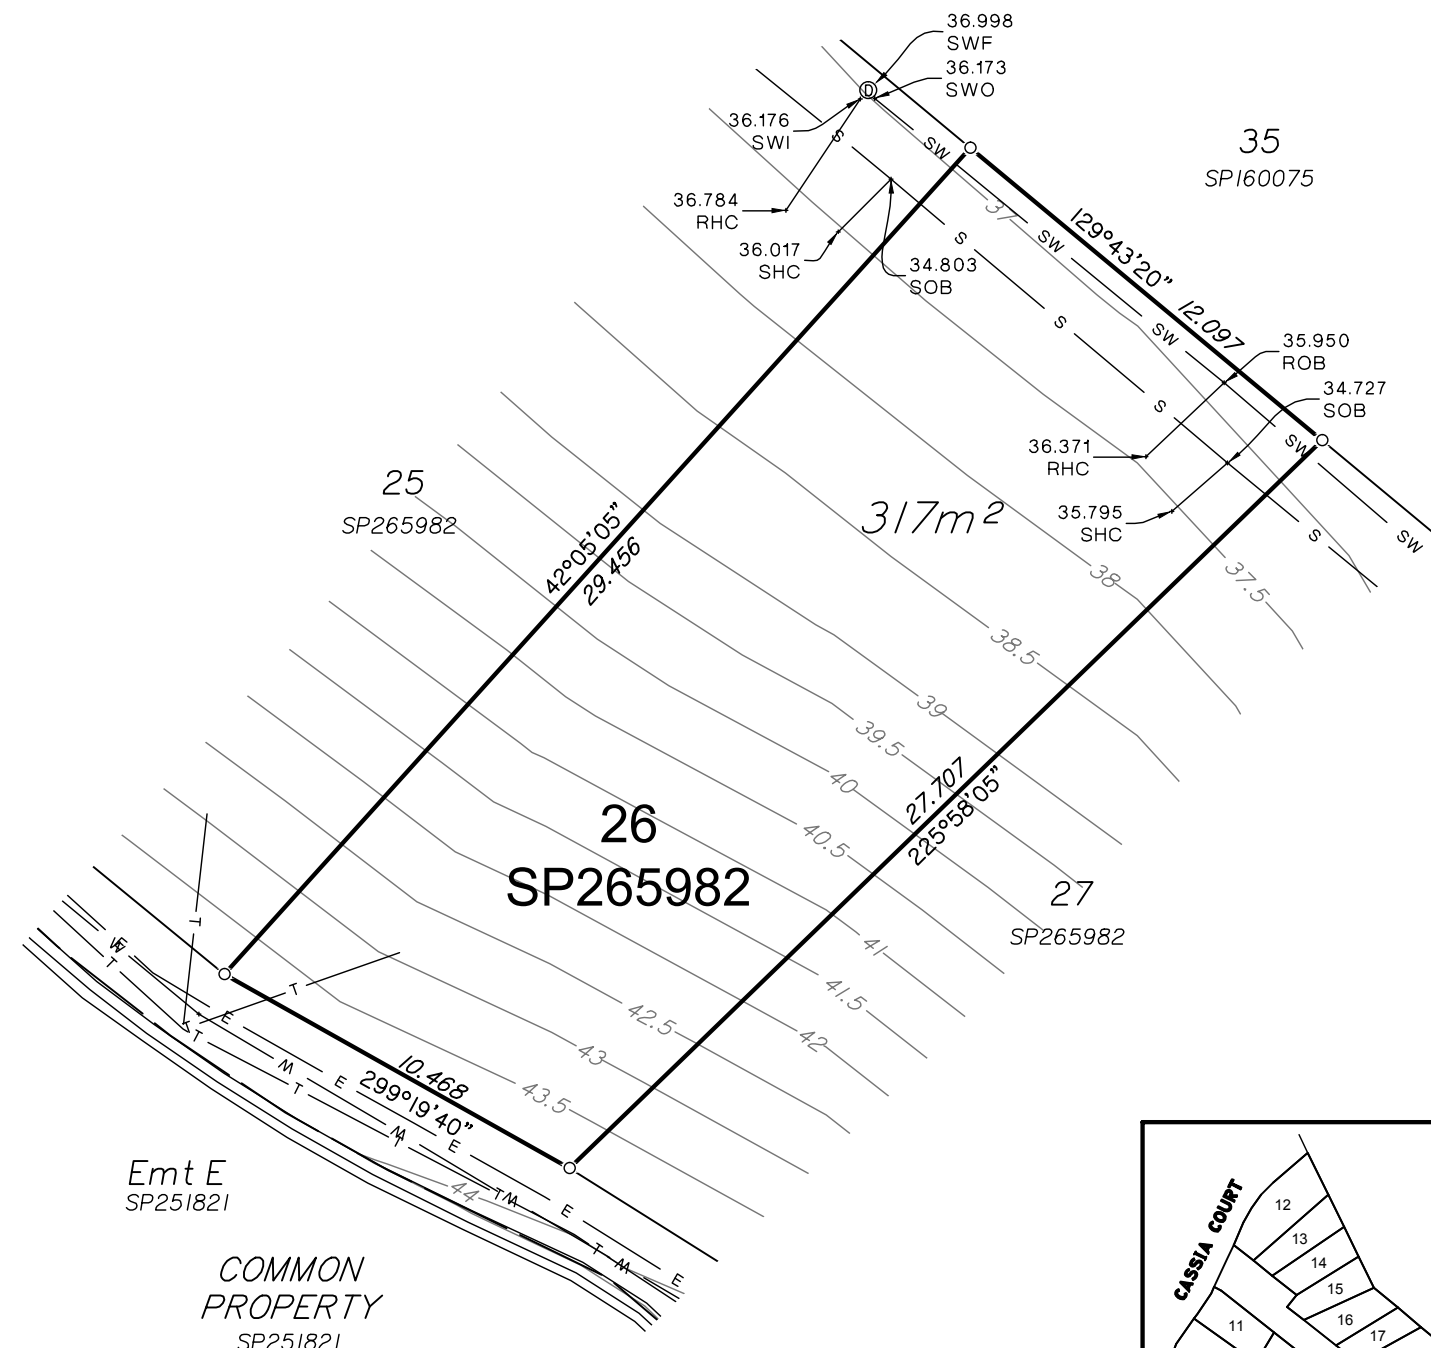 36.998
SWF
36.173
SWO
D
36.176
SWI
S
SW
35
SP160075
36.784
RHC
36.017
SHC
37
S
SW
129°43'20"
34.803
SOB
12.097
S
SW
35.950
ROB
34.727
SOB
S
36.371
RHC
SW
25
SP265982
317m²
35.795
SHC
S
SW
42°05'05"
29.456
38
37.5
38.5
39
39.5
40
27.707
225°58'05"
40.5
26
SP265982
27
SP265982
T
E
W
T
41
41.5
T
E
T
42.5
42
43
W
E
T
43.5
10.468
299°19'40"
W
T
E
Emt E
SP251821
44
T
W
E
T
W
E
COMMON
PROPERTY
SP251821
CASSIA COURT
12
13
14
15
16
17
11